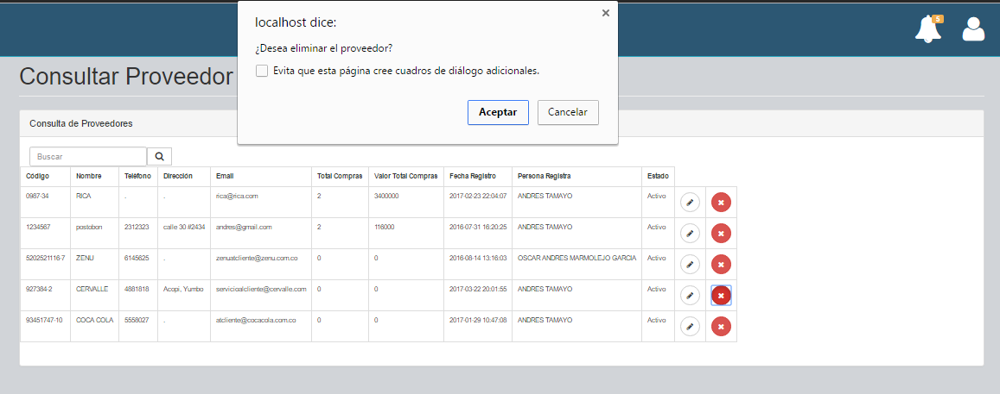 localhost dice:
¿Desea eliminar el proveedor?
Evita que esta página cree cuadros de diálogo adicionales.
Aceptar Cancelar
5
Consultar Proveedor
Consulta de Proveedores
Buscar
Código Nombre Teléfono Dirección Email Total Compras Valor Total Compras Fecha Registro Persona Registra Estado
0987-34 RICA . . rica@rica.com 2 3400000 2017-02-23 22:04:07 ANDRES TAMAYO Activo
1234567 postobon 2312323 calle 30 #2434 andres@gmail.com 2 116000 2016-07-31 16:20:25 ANDRES TAMAYO Activo
5202521116-7 ZENU 6145625 . zenuatcliente@zenu.com.co 0 0 2016-08-14 13:16:03 OSCAR ANDRES MARMOLEJO GARCIA Activo
927384-2 CERVALLE 4881818 Acopi, Yumbo servicioalcliente@cervalle.com 0 0 2017-03-22 20:01:55 ANDRES TAMAYO Activo
93451747-10 COCA COLA 5558027 . atcliente@cocacola.com.co 0 0 2017-01-29 10:47:08 ANDRES TAMAYO Activo